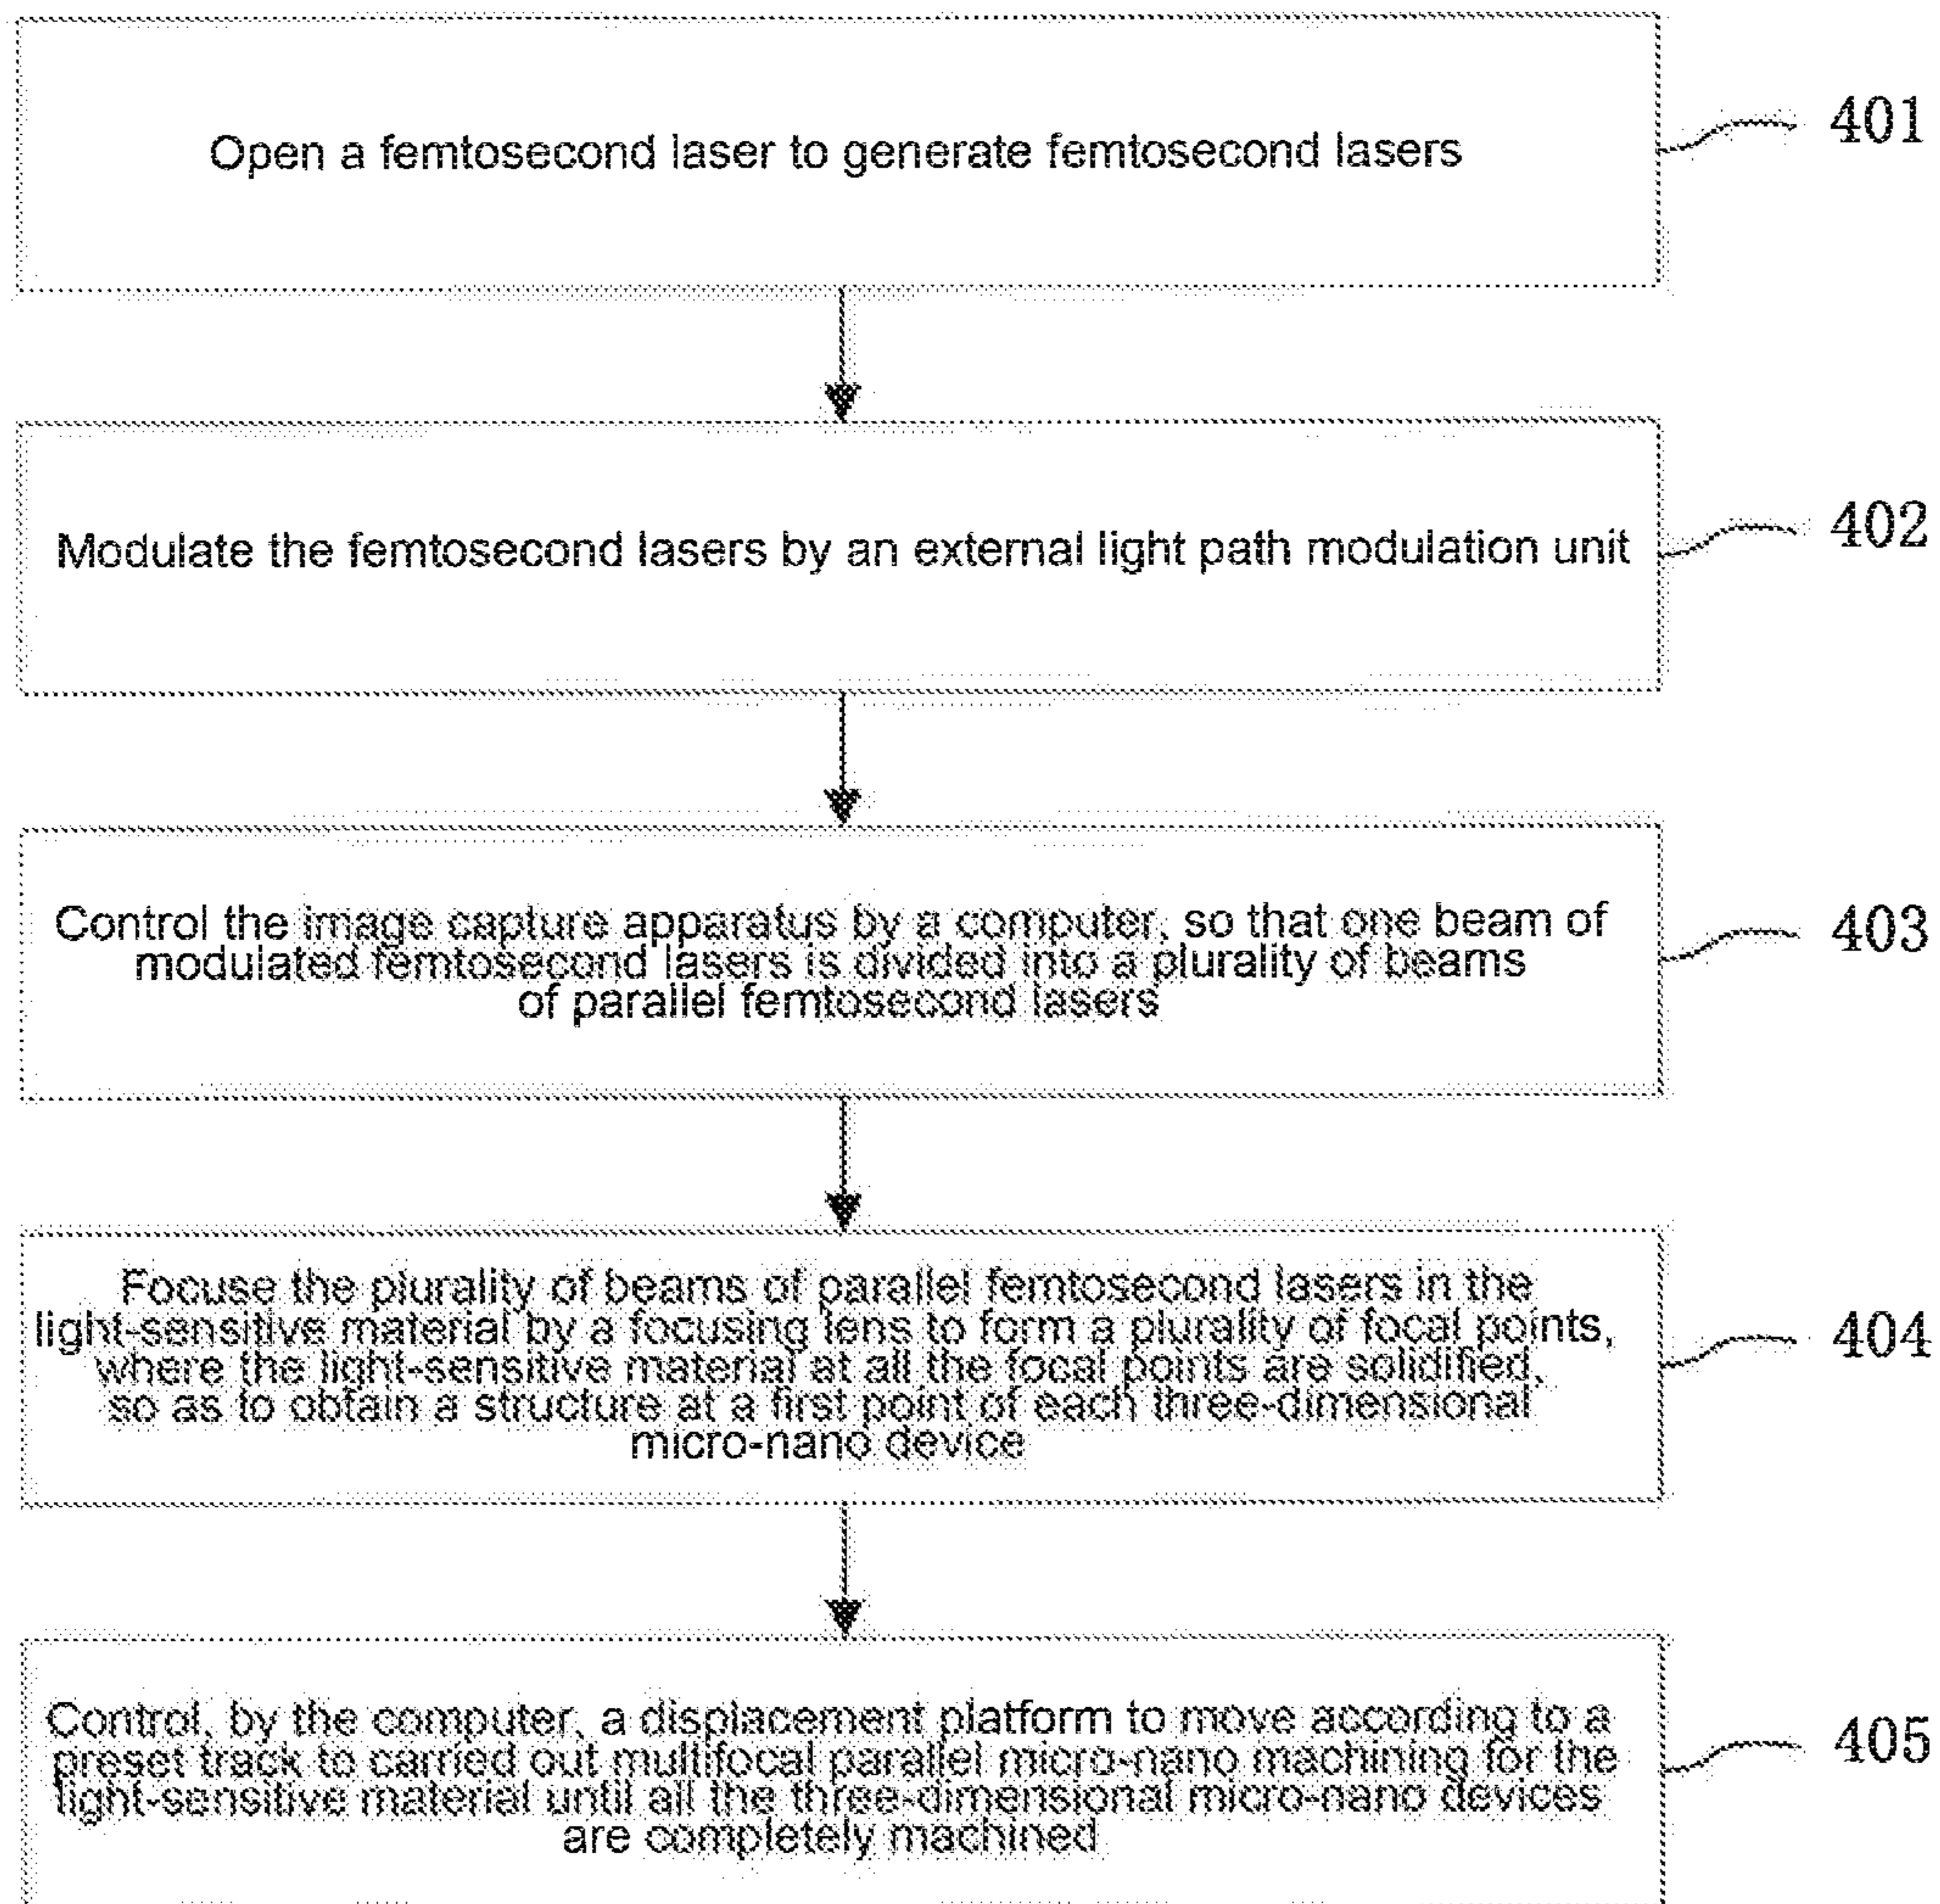 Open a femtosecond laser to generate femtosecond lasers
401
Modulate the femtosecond lasers by an external light path modulation unit
402
Control the image capture apparatus by a computer, so that one beam of
modulated femtosecond lasers is divided into a plurality of beams
of parallel femtosecond lasers
403
Focuse the plurality of beams of parallel femtosecond lasers in the
light-sensitive material by a focusing lens to form a plurality of focal points,
where the light-sensitive material at all the focal points are solidified,
so as to obtain a structure at a first point of each three-dimensional
micro-nano device
404
Control, by the computer, a displacement platform to move according to a
preset track to carried out multifocal parallel micro-nano machining for the
light-sensitive material until all the three-dimensional micro-nano devices
are completely machined
405